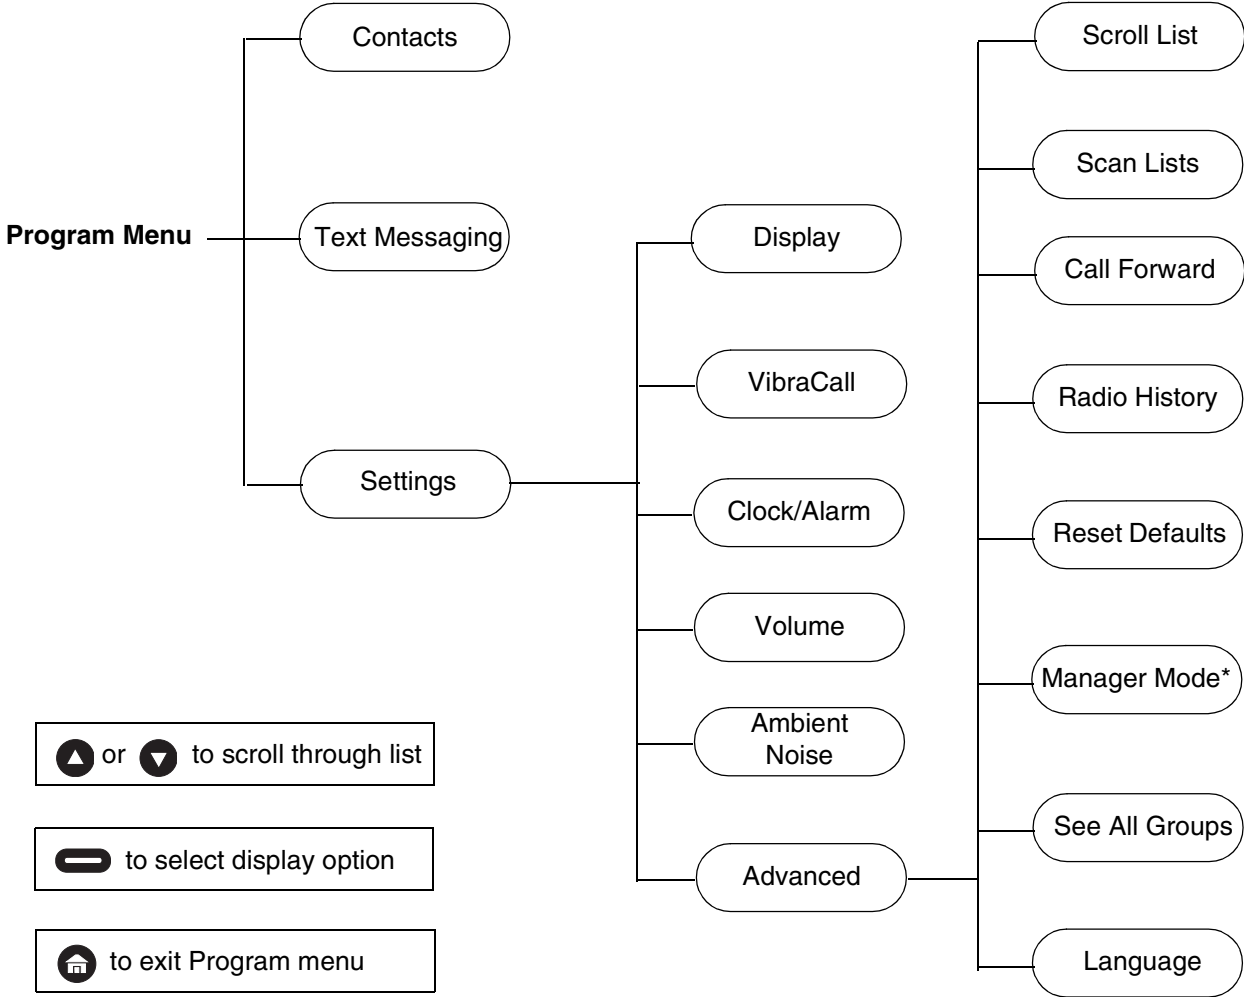 Program Menu
Contacts
Text Messaging
Settings
Display
VibraCall
Clock/Alarm
Volume
Ambient
Noise
Advanced
Scroll List
Scan Lists
Call Forward
Radio History
Reset Defaults
Manager Mode*
See All Groups
Language
or to scroll through list
to select display option
to exit Program menu